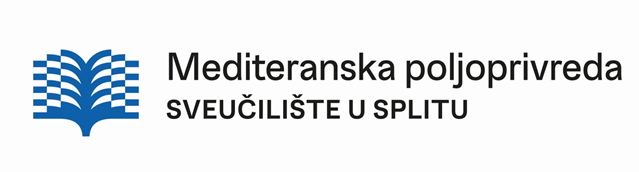 Mediteranska poljoprivreda
SVEUČILIŠTE U SPLITU